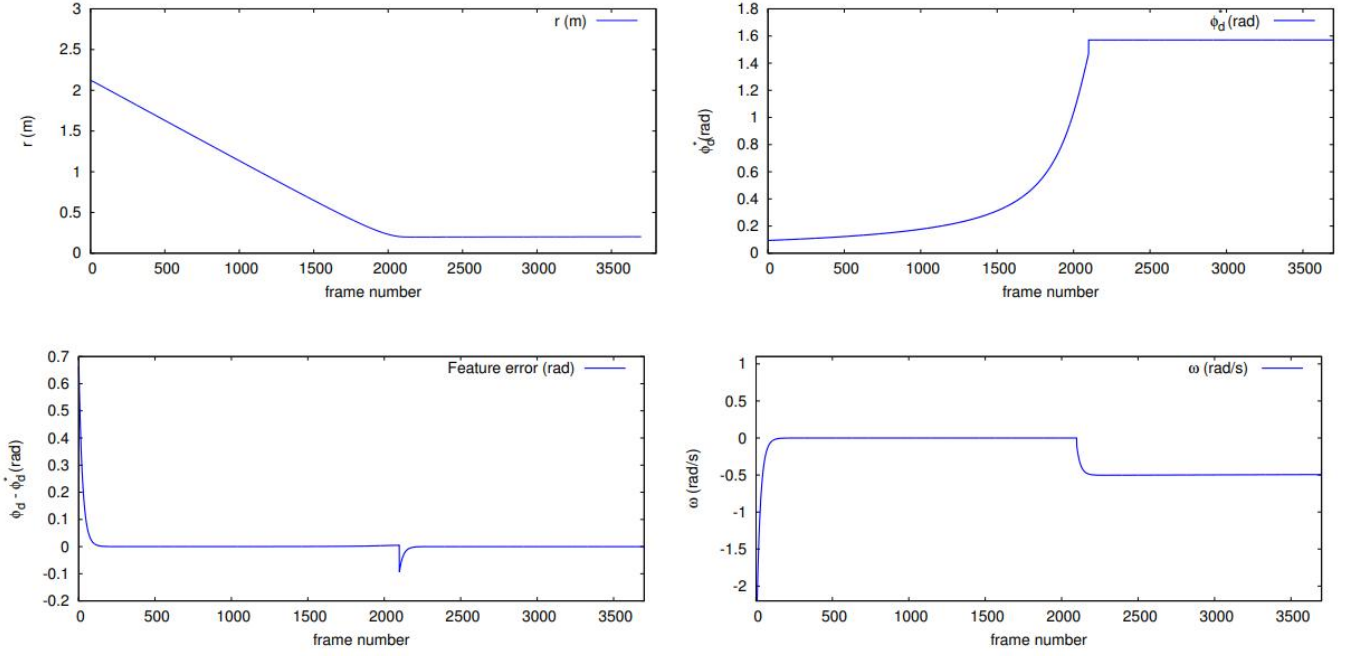 3
2.5
2
1.5
1
0.5
0
r (m)
r (m)
0 500 1000 1500 2000 2500 3000 3500
frame number
1.8
1.6
1.4
1.2
1
0.8
0.6
0.4
0.2
0
ϕ*d (rad)
ϕ*d (rad)
0 500 1000 1500 2000 2500 3000 3500
frame number
0.7
0.6
0.5
0.4
0.3
0.2
0.1
0
-0.1
-0.2
ϕd - ϕ*d (rad)
Feature error (rad)
0 500 1000 1500 2000 2500 3000 3500
frame number
1
0.5
0
-0.5
-1
-1.5
-2
ω (rad/s)
ω (rad/s)
0 500 1000 1500 2000 2500 3000 3500
frame number